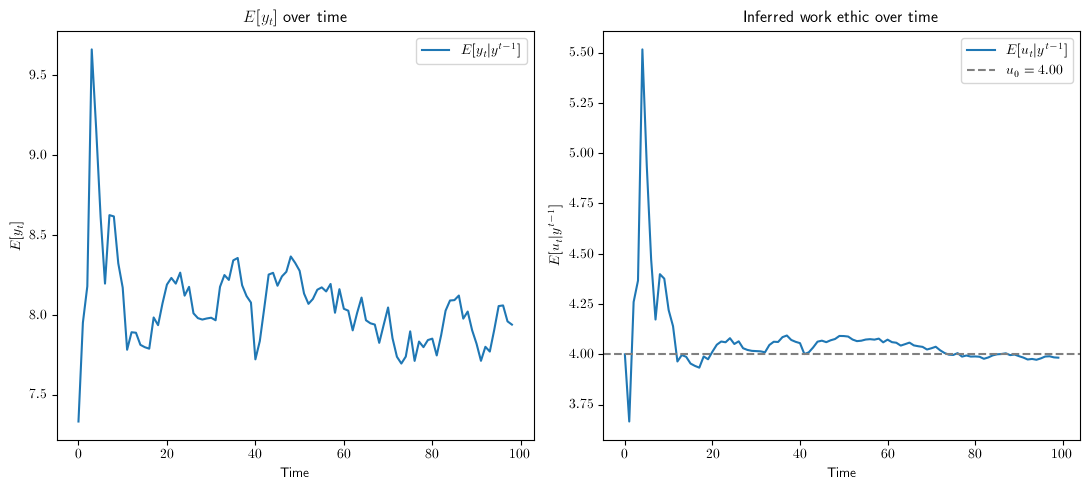 E[y_t] over time
E[y_t|y^{t−1}]
9.5
9.0
8.5
8.0
7.5
E[y_t]
0
20
40
60
80
100
Time
Inferred work ethic over time
E[u_t|y^{t−1}]
u_0 = 4.00
5.50
5.25
5.00
4.75
4.50
4.25
4.00
3.75
E[u_t|y^{t−1}]
0
20
40
60
80
100
Time